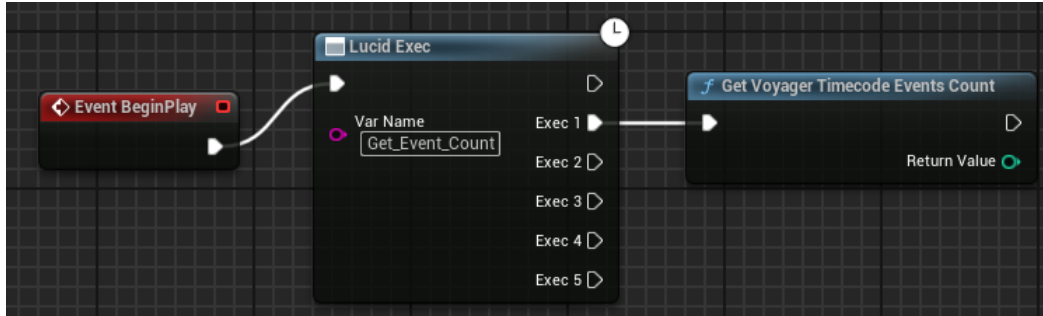 Event BeginPlay
Lucid Exec
Var Name
Get_Event_Count
Exec 1
Exec 2
Exec 3
Exec 4
Exec 5
f Get Voyager Timecode Events Count
Return Value